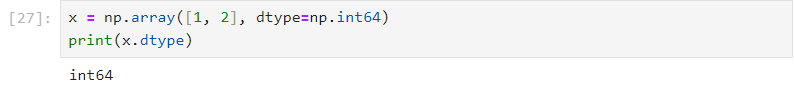 [27]: x = np.array([1, 2], dtype=np.int64)
print(x.dtype)
int64